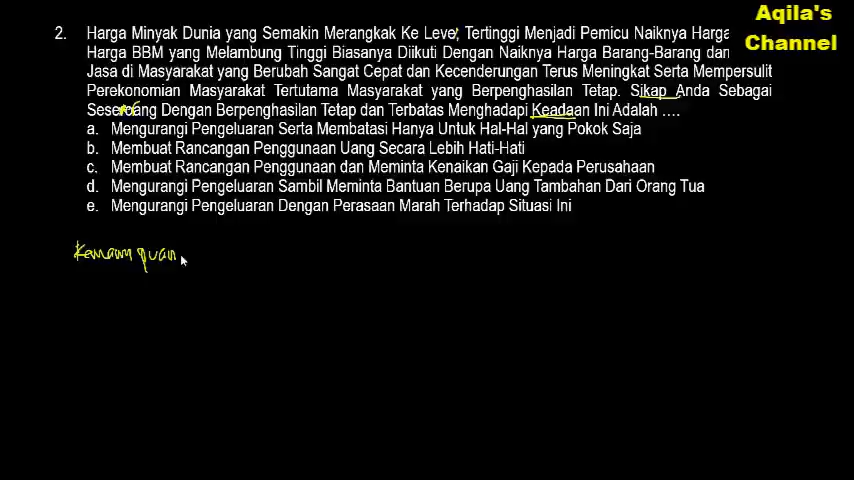 Aqila's
Channel
2. Harga Minyak Dunia yang Semakin Merangkak Ke Level Tertinggi Menjadi Pemicu Naiknya Harga
Harga BBM yang Melambung Tinggi Biasanya Diikuti Dengan Naiknya Harga Barang-Barang dan
Jasa di Masyarakat yang Berubah Sangat Cepat dan Kecenderungan Terus Meningkat Serta Mempersulit
Perekonomian Masyarakat Tertutama Masyarakat yang Berpenghasilan Tetap. Sikap Anda Sebagai
Seseroang Dengan Berpenghasilan Tetap dan Terbatas Menghadapi Keadaan Ini Adalah ....
a. Mengurangi Pengeluaran Serta Membatasi Hanya Untuk Hal-Hal yang Pokok Saja
b. Membuat Rancangan Penggunaan Uang Secara Lebih Hati-Hati
c. Membuat Rancangan Penggunaan dan Meminta Kenaikan Gaji Kepada Perusahaan
d. Mengurangi Pengeluaran Sambil Meminta Bantuan Berupa Uang Tambahan Dari Orang Tua
e. Mengurangi Pengeluaran Dengan Perasaan Marah Terhadap Situasi Ini